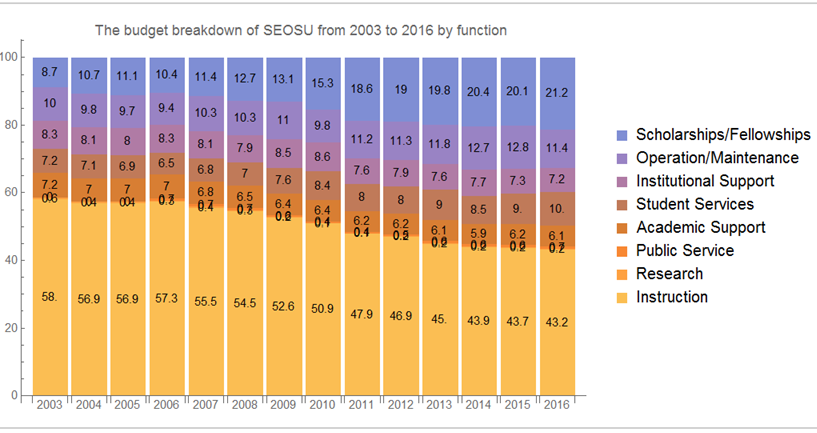 The budget breakdown of SEOSU from 2003 to 2016 by function
100
80
60
40
20
0
8.7 10.7 11.1 10.4 11.4 12.7 13.1 15.3 18.6 19 19.8 20.4 20.1 21.2
10 9.8 9.7 9.4 10.3 10.3 11 9.8 11.2 11.3 11.8 12.7 12.8 11.4
8.3 8.1 8 8.3 8.1 7.9 8.5 8.6 7.6 7.9 7.6 7.7 7.3 7.2
7.2 7.1 6.9 6.5 6.8 7 7.6 8.4 8 8 9 8.5 9. 10.
7.2 7 7 7 6.8 6.5 6.4 6.4 6.2 6.2 6.1 5.9 6.2 6.1
58. 56.9 56.9 57.3 55.5 54.5 52.6 50.9 47.9 46.9 45. 43.9 43.7 43.2
2003 2004 2005 2006 2007 2008 2009 2010 2011 2012 2013 2014 2015 2016
Scholarships/Fellowships
Operation/Maintenance
Institutional Support
Student Services
Academic Support
Public Service
Research
Instruction